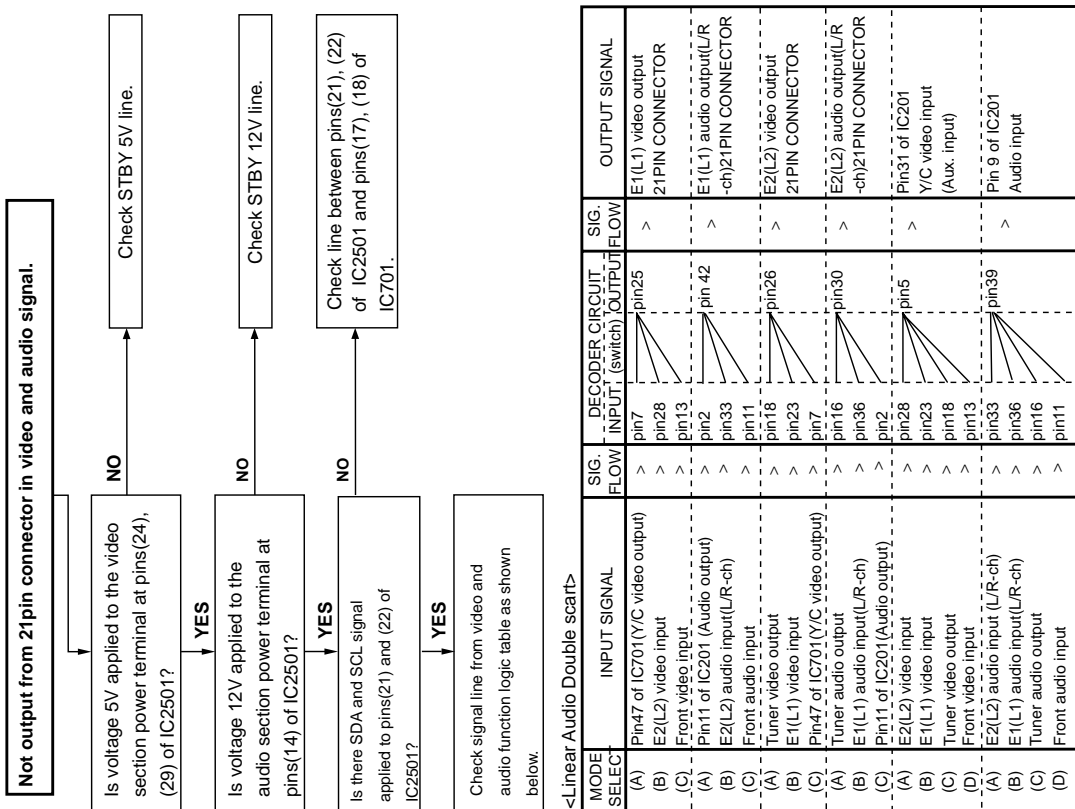 Not output from 21pin connector in video and audio signal.
Is voltage 5V applied to the video
section power terminal at pins(24),
(29) of IC2501?
NO
Check STBY 5V line.
YES
Is voltage 12V applied to the
audio section power terminal at
pins(14) of IC2501?
NO
Check STBY 12V line.
YES
Is there SDA and SCL signal
applied to pins(21) and (22) of
IC2501?
NO
Check line between pins(21), (22)
of IC2501 and pins(17), (18) of
IC701.
YES
Check signal line from video and
audio function logic table as shown
below.
<Linear Audio Double scart>
MODE SELECT INPUT SIGNAL SIG. FLOW DECODER CIRCUIT INPUT (switch) OUTPUT SIG. FLOW OUTPUT SIGNAL
(A) Pin47 of IC701(Y/C video output) > pin7 pin25 > E1(L1) video output
(B) E2(L2) video input > pin28 21PIN CONNECTOR
(C) Front video input > pin13
(A) Pin11 of IC201 (Audio output) > pin2 pin 42 > E1(L1) audio output(L/R
(B) E2(L2) audio input(L/R-ch) > pin33 -ch)21PIN CONNECTOR
(C) Front audio input > pin11
(A) Tuner video output > pin18 pin26 > E2(L2) video output
(B) E1(L1) video input > pin23 21PIN CONNECTOR
(C) Pin47 of IC701(Y/C video output) > pin7
(A) Tuner audio output > pin16 pin30 > E2(L2) audio output(L/R
(B) E1(L1) audio input(L/R-ch) > pin36 -ch)21PIN CONNECTOR
(C) Pin11 of IC201(Audio output) > pin2
(A) E2(L2) video input > pin28 pin5 > Pin31 of IC201
(B) E1(L1) video input > pin23 Y/C video input
(C) Tuner video output > pin18 (Aux. input)
(D) Front video input > pin13
(A) E2(L2) audio input (L/R-ch) > pin33 pin39 > Pin 9 of IC201
(B) E1(L1) audio input(L/R-ch) > pin36 Audio input
(C) Tuner audio output > pin16
(D) Front audio input > pin11